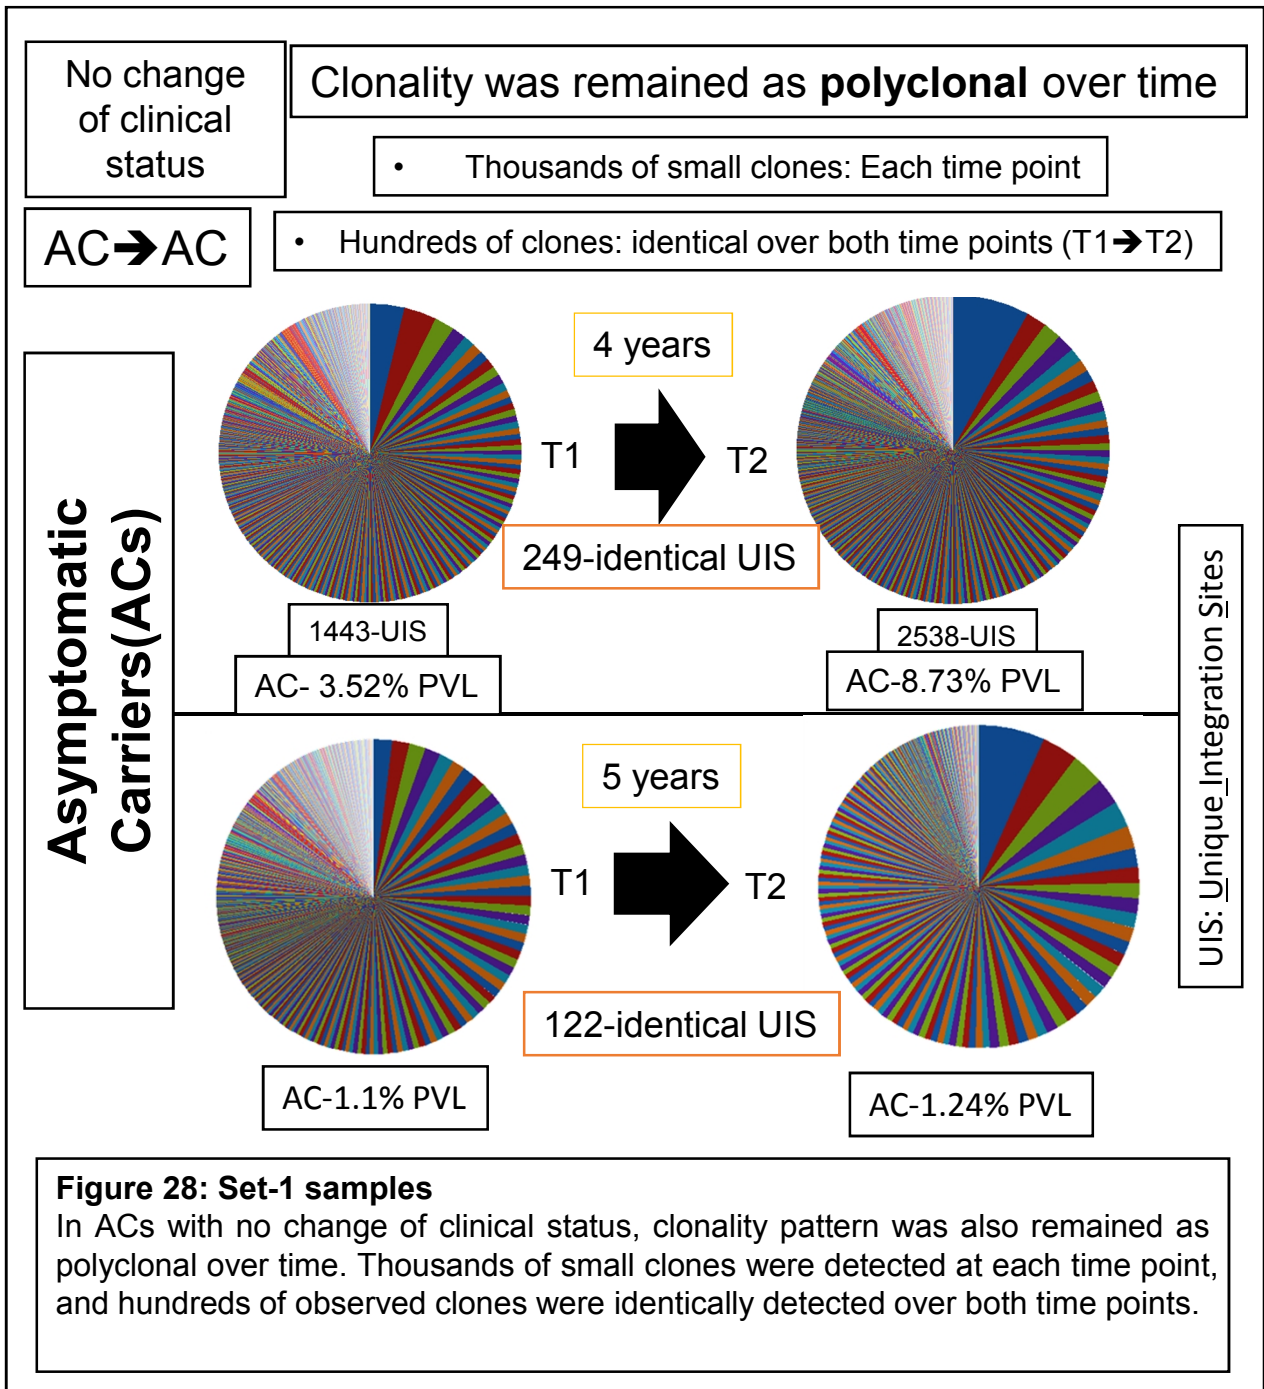 No change
of clinical
status
Clonality was remained as polyclonal over time
• Thousands of small clones: Each time point
AC➔AC
• Hundreds of clones: identical over both time points (T1➔T2)
Asymptomatic
Carriers(ACs)
4 years
T1
T2
249-identical UIS
1443-UIS
AC- 3.52% PVL
2538-UIS
AC-8.73% PVL
5 years
T1
T2
122-identical UIS
AC-1.1% PVL
AC-1.24% PVL
UIS: Unique Integration Sites
Figure 28: Set-1 samples
In ACs with no change of clinical status, clonality pattern was also remained as
polyclonal over time. Thousands of small clones were detected at each time point,
and hundreds of observed clones were identically detected over both time points.